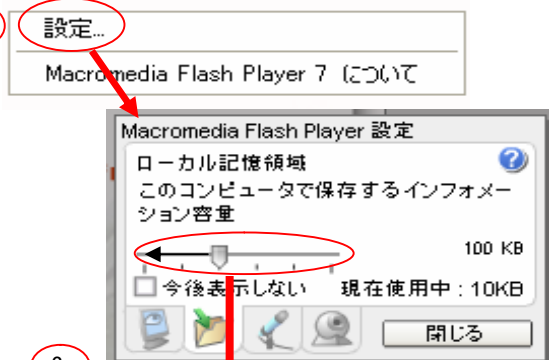 設定...
Macromedia Flash Player 7 について
Macromedia Flash Player 設定
ローカル記憶領域
このコンピュータで保存するインフォメー
ション容量
100 KB
今後表示しない 現在使用中 : 10KB
閉じる